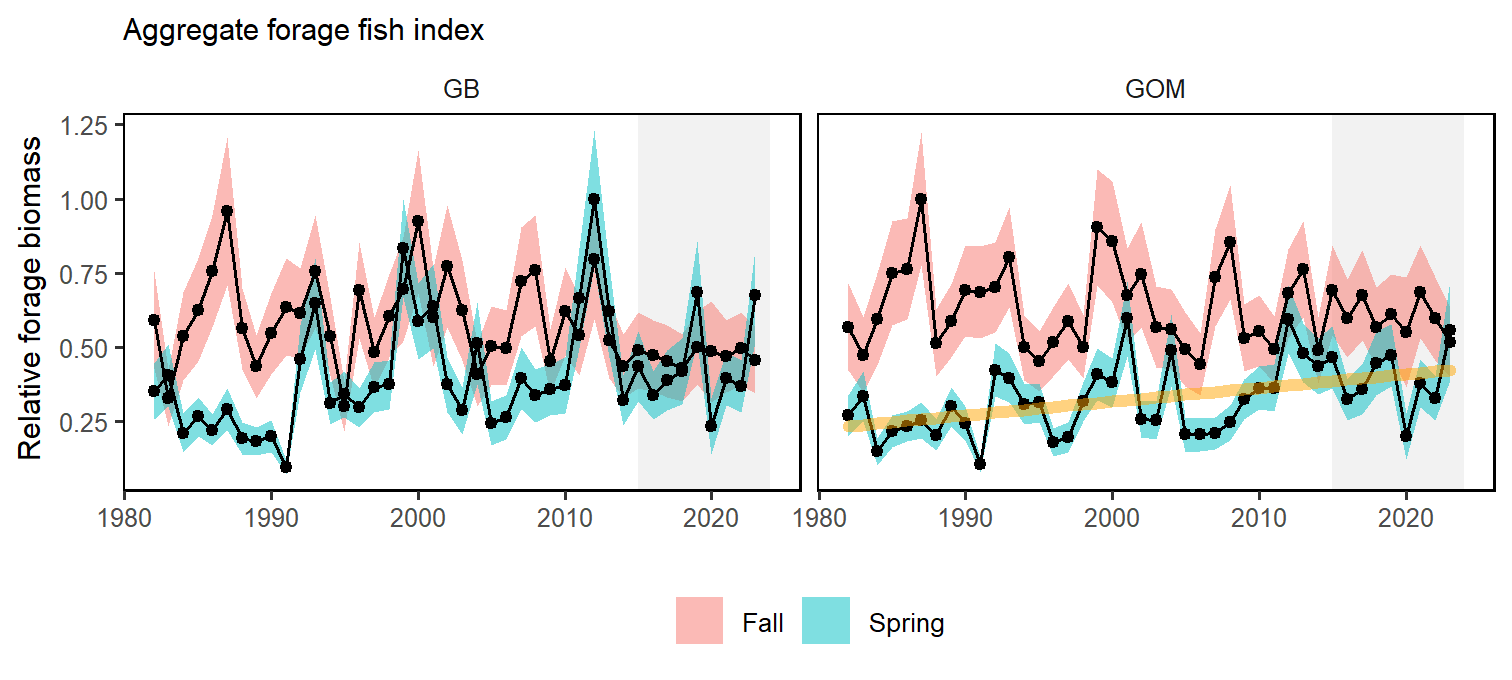 Aggregate forage fish index
GB
GOM
Relative forage biomass
1.25
1.00
0.75
0.50
0.25
1980
1990
2000
2010
2020
1980
1990
2000
2010
2020
Fall
Spring